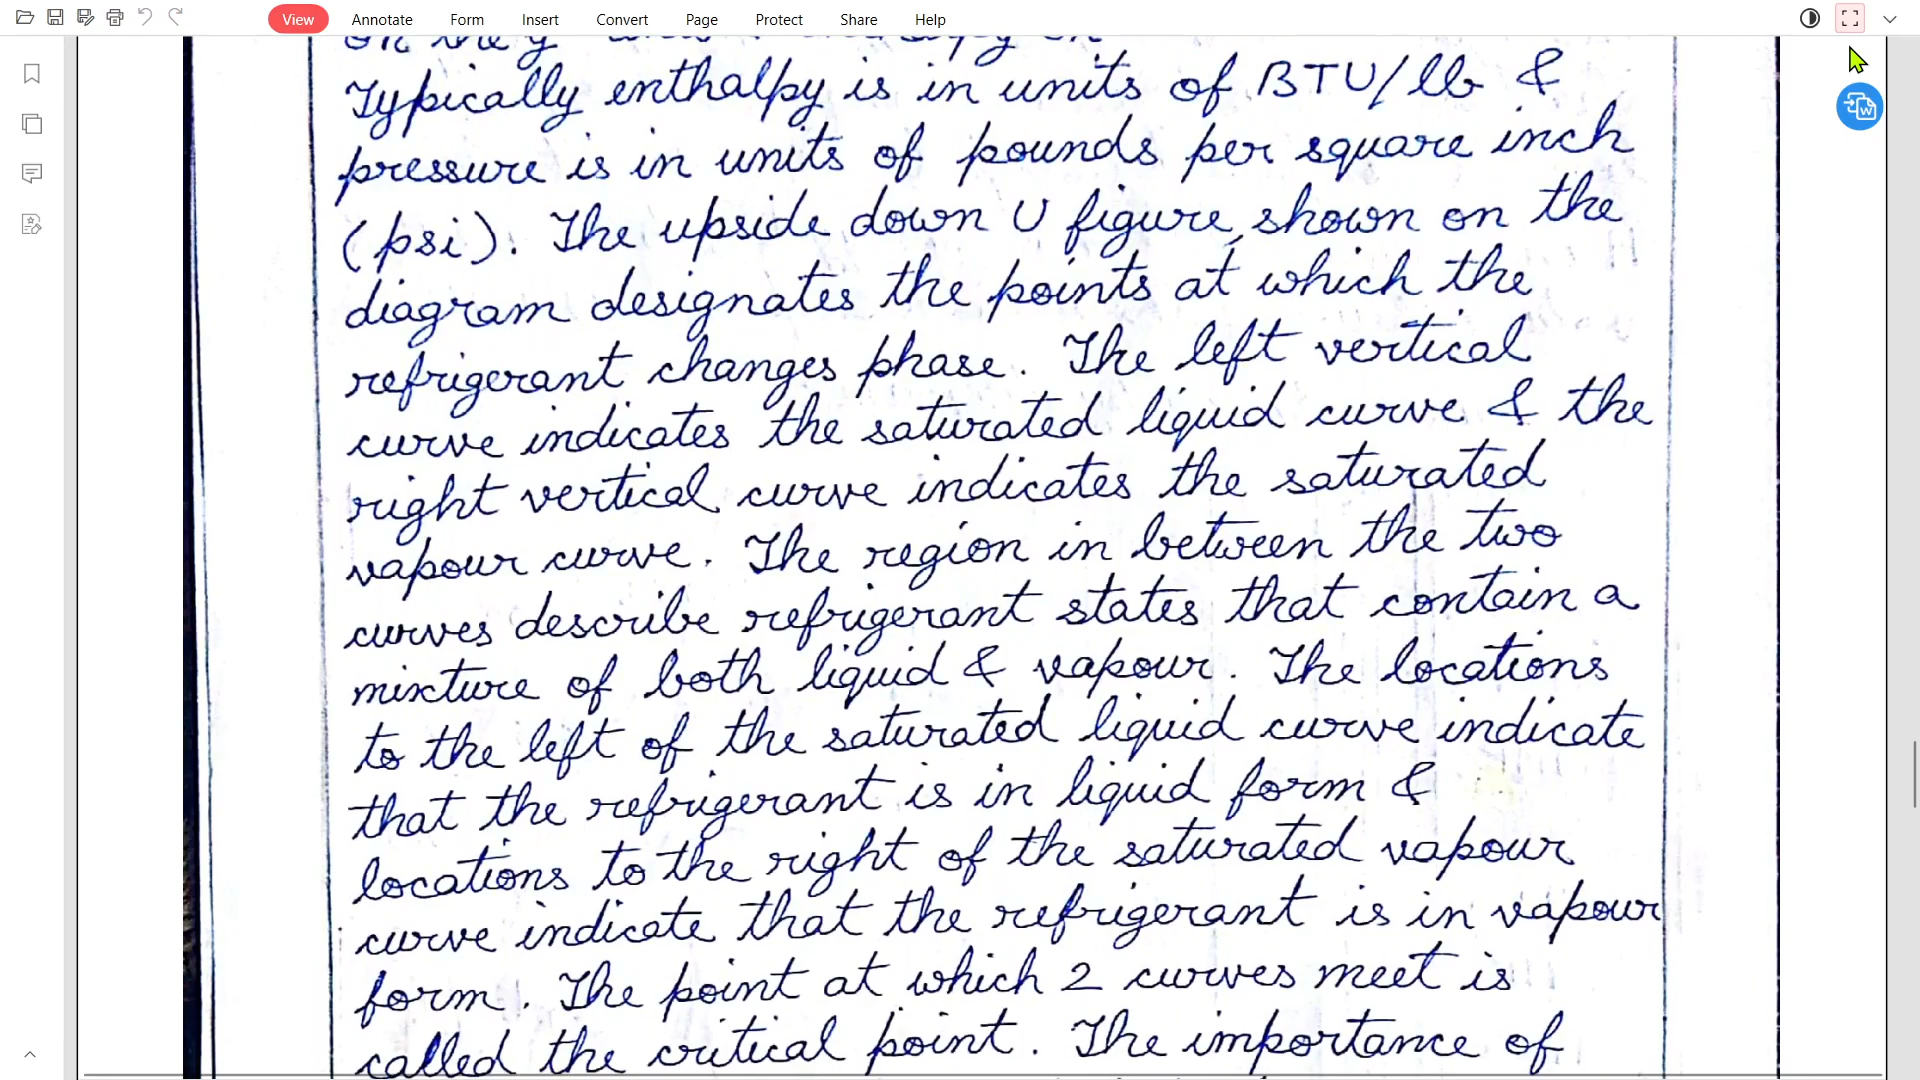 View Annotate Form Insert Convert Page Protect Share Help
on the y
Typically enthalpy is in units of BTU/lb &
pressure is in units of pounds per square inch
(psi). The upside down U figure, shown on the
diagram designates the points at which the
refrigerant changes phase. The left vertical
curve indicates the saturated liquid curve & the
right vertical curve indicates the saturated
vapour curve. The region in between the two
curves describe refrigerant states that contain a
mixture of both liquid & vapour. The locations
to the left of the saturated liquid curve indicate
that the refrigerant is in liquid form &
locations to the right of the saturated vapour
curve indicate that the refrigerant is in vapour
form. The point at which 2 curves meet is
called the critical point. The importance of